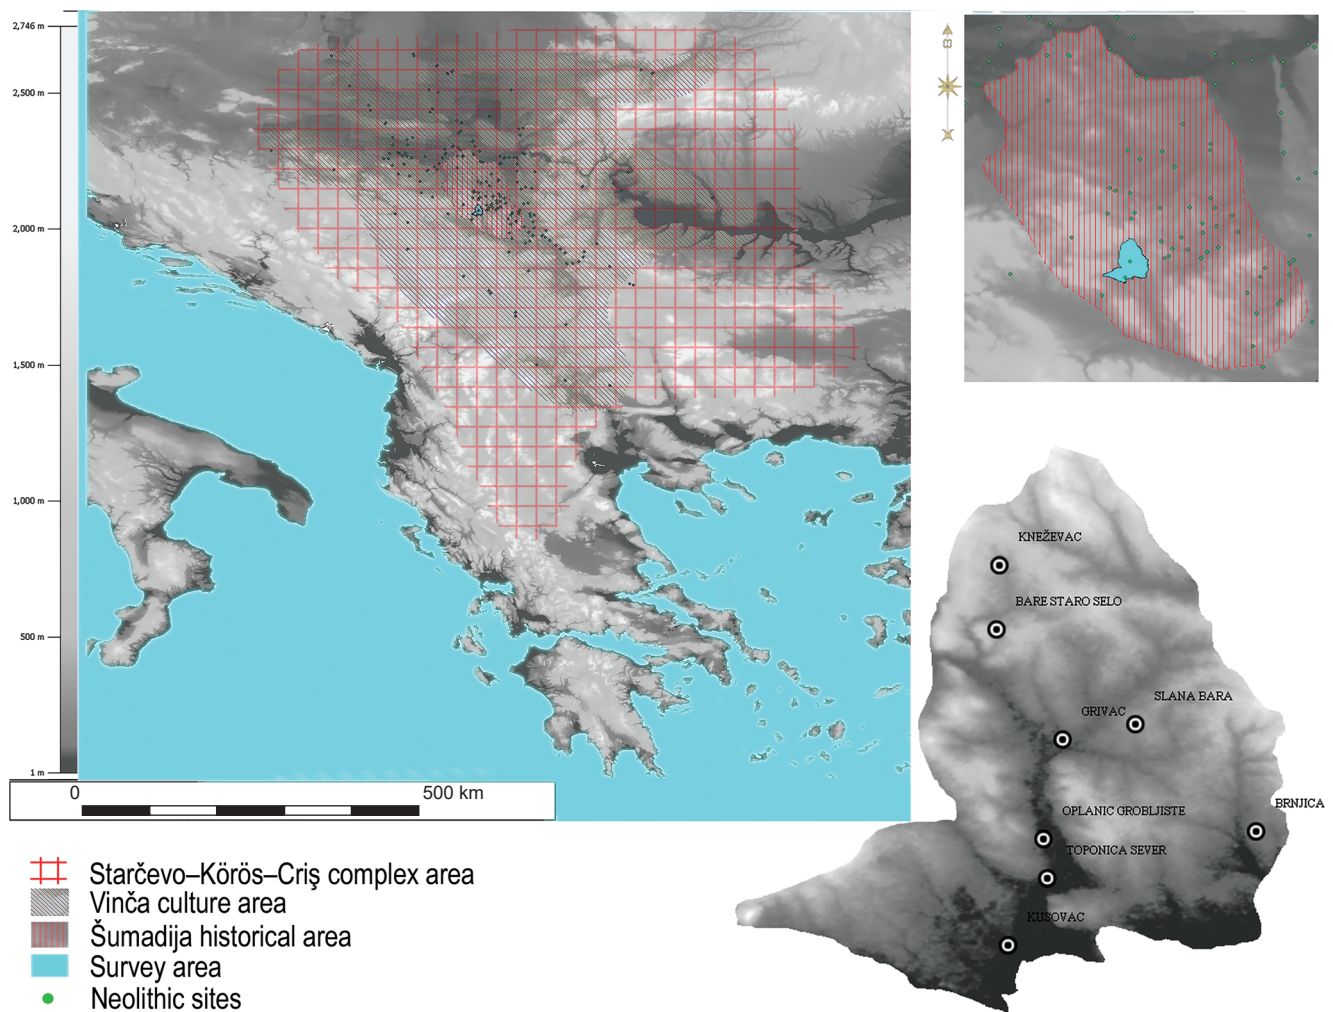 2,746 m
2,500 m
2,000 m
1,500 m
1,000 m
500 m
1 m
0
500 km
KNEŽEVAC
BARE STARO SELO
SLANA BARA
GRIVAC
BRNJICA
OPLANIC GROBLJISTE
TOPONICA SEVER
KUSOVAC
Starčevo–Körös–Criş complex area
Vinča culture area
Šumadija historical area
Survey area
Neolithic sites